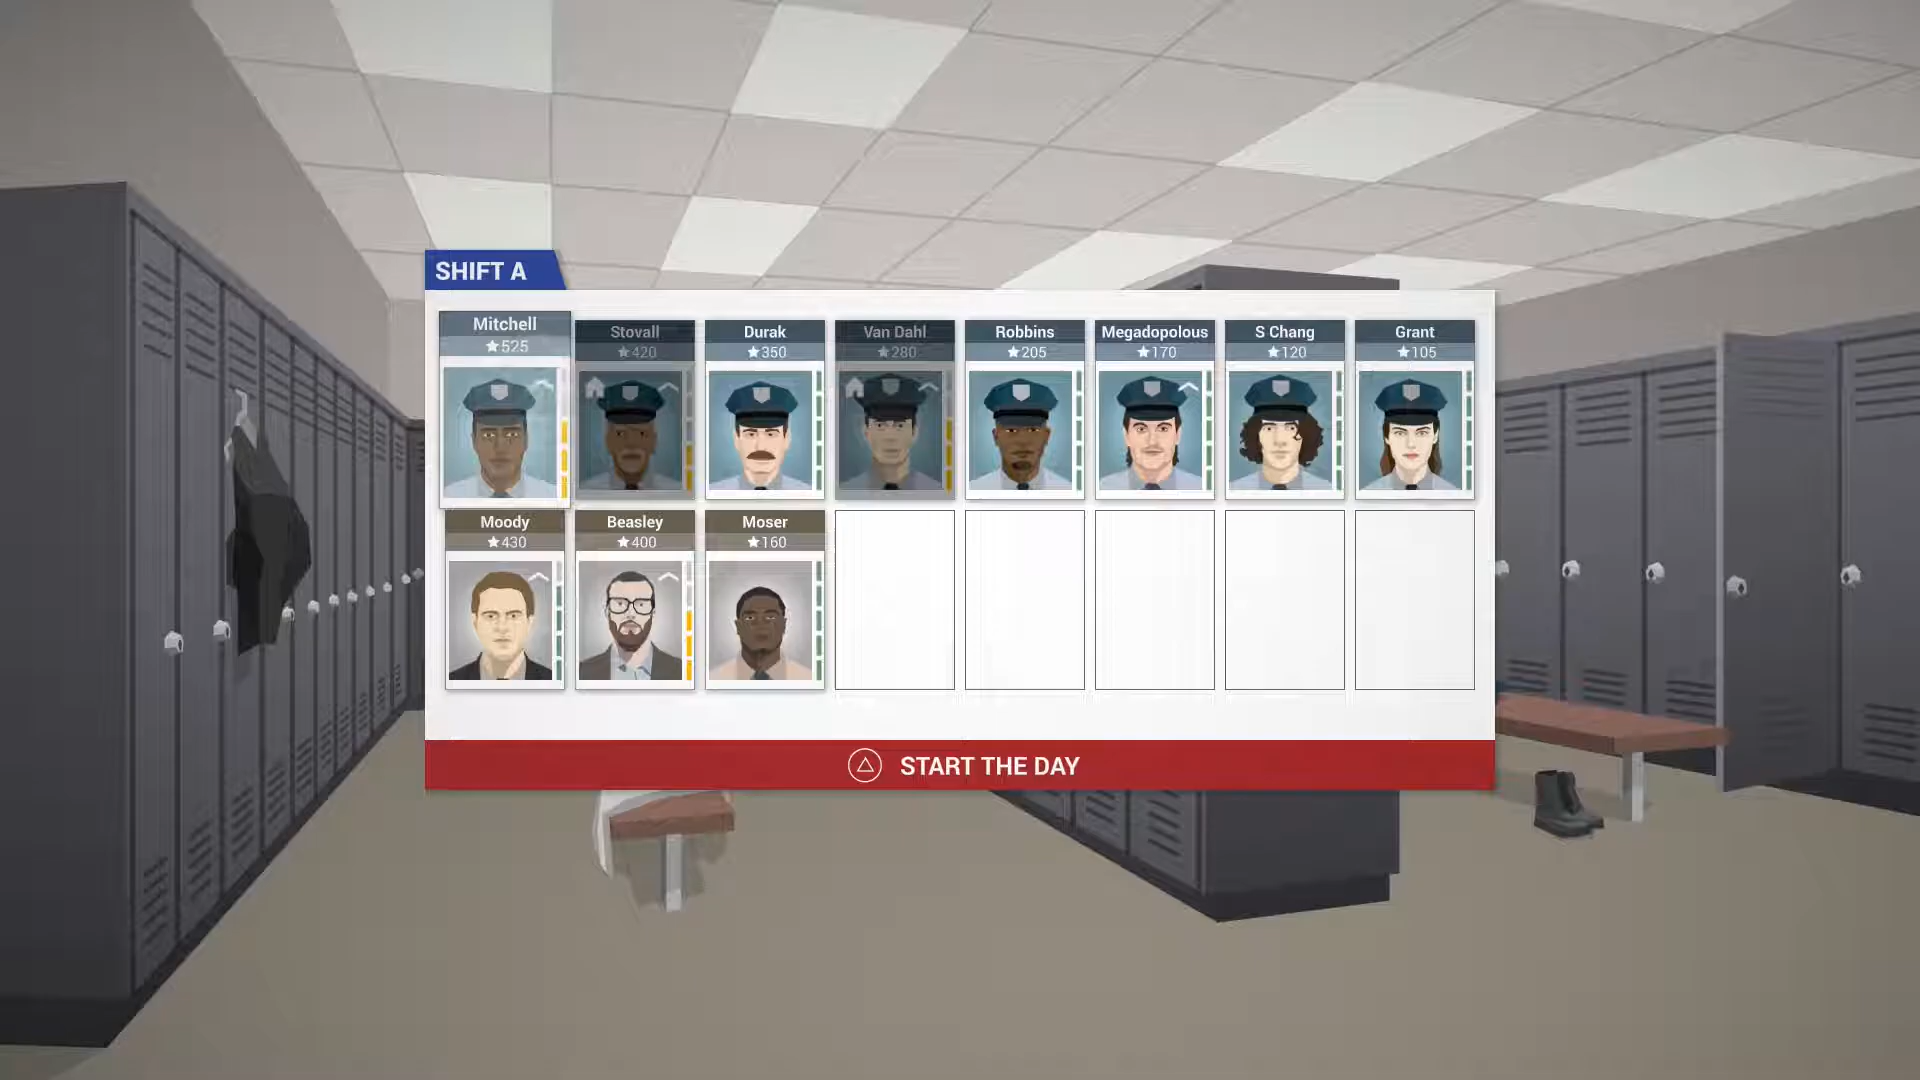 SHIFT A
Mitchell
★525
Stovall
★420
Durak
★350
Van Dahl
★280
Robbins
★205
Megadopolous
★170
S Chang
★120
Grant
★105
Moody
★430
Beasley
★400
Moser
★160
START THE DAY